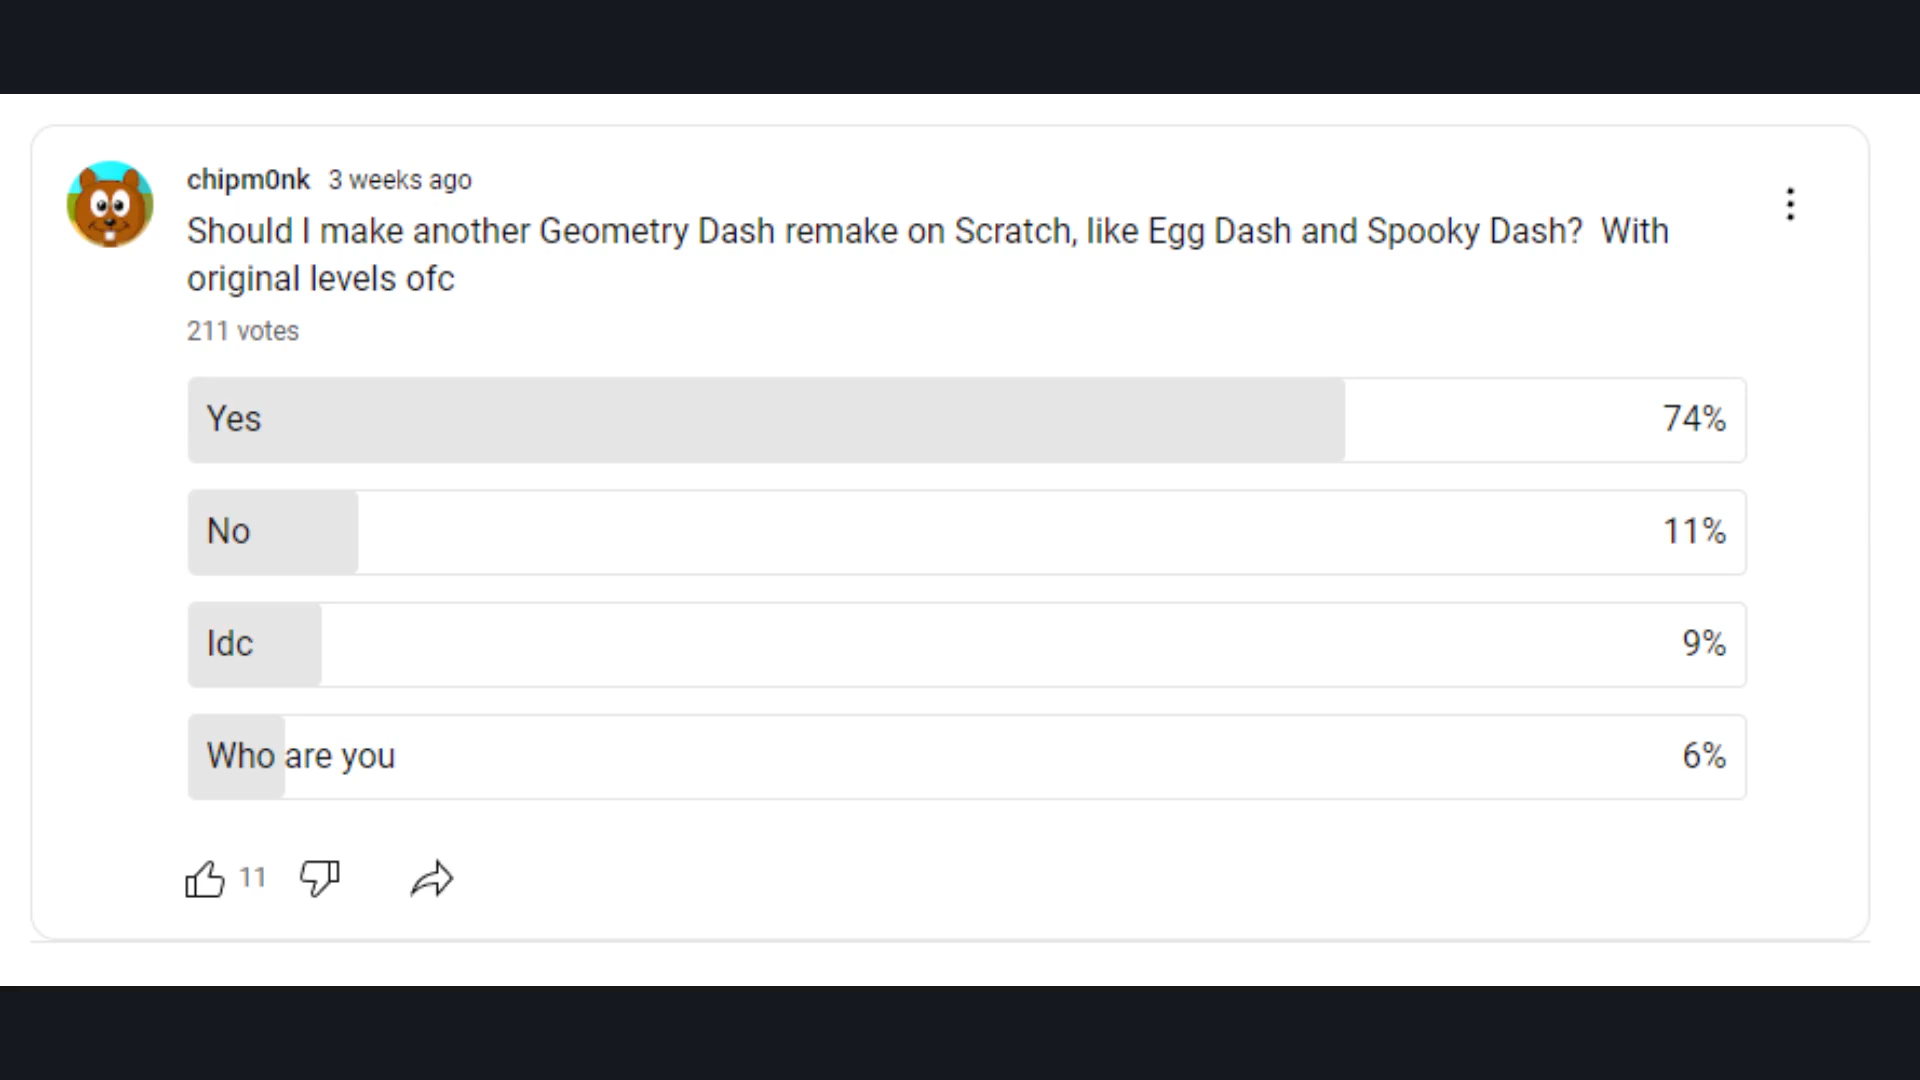 chipm0nk 3 weeks ago
Should I make another Geometry Dash remake on Scratch, like Egg Dash and Spooky Dash?  With
original levels ofc
211 votes
Yes 74%
No 11%
Idc 9%
Who are you 6%
11